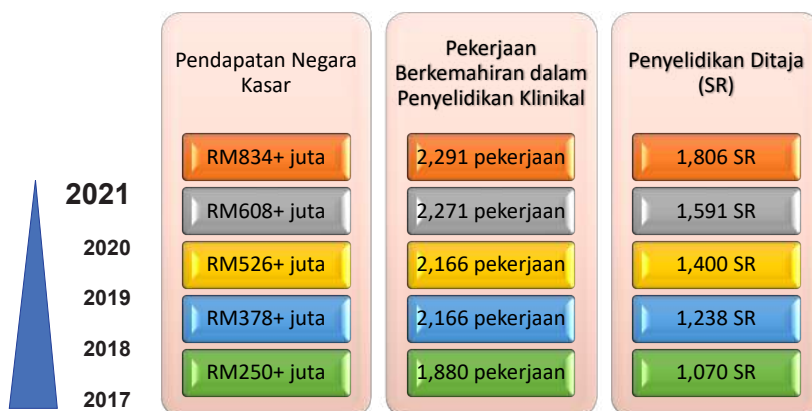 Pendapatan Negara
Kasar
Pekerjaan
Berkemahiran dalam
Penyelidikan Klinikal
Penyelidikan Ditaja
(SR)
RM834+ juta
2,291 pekerjaan
1,806 SR
2021
RM608+ juta
2,271 pekerjaan
1,591 SR
2020
RM526+ juta
2,166 pekerjaan
1,400 SR
2019
RM378+ juta
2,166 pekerjaan
1,238 SR
2018
RM250+ juta
1,880 pekerjaan
1,070 SR
2017